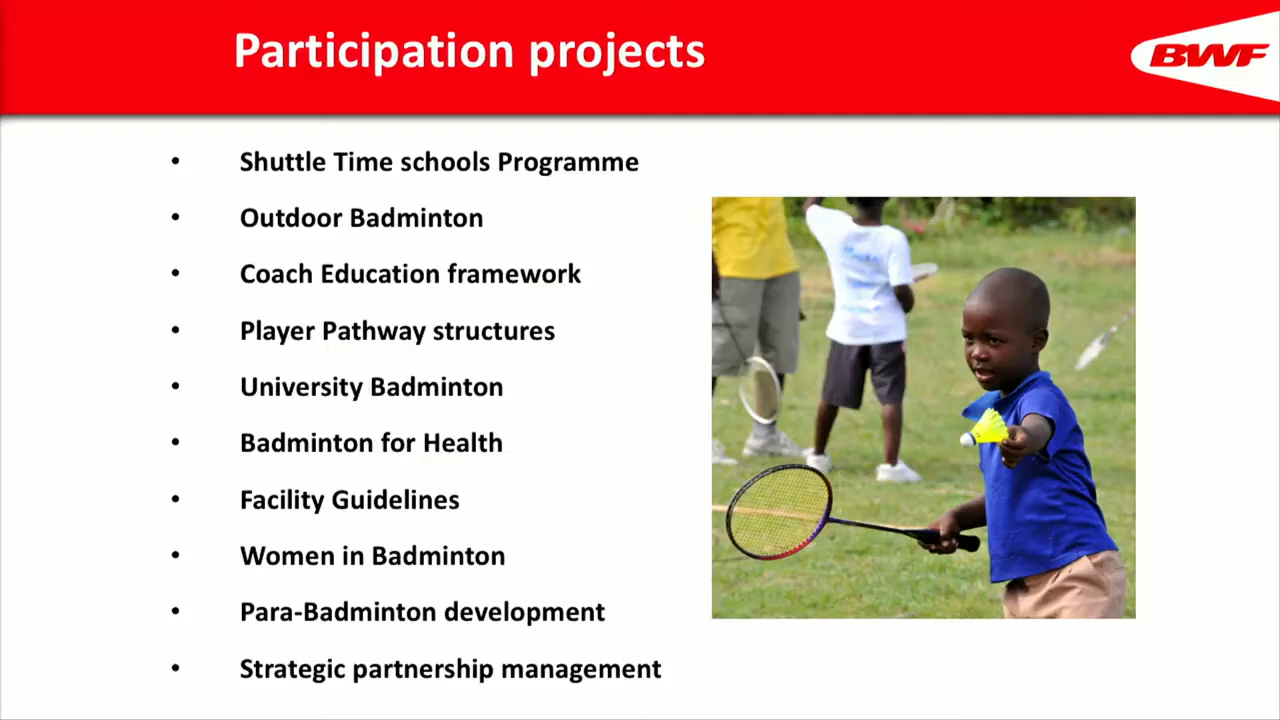 Participation projects
BWF
• Shuttle Time schools Programme
• Outdoor Badminton
• Coach Education framework
• Player Pathway structures
• University Badminton
• Badminton for Health
• Facility Guidelines
• Women in Badminton
• Para-Badminton development
• Strategic partnership management